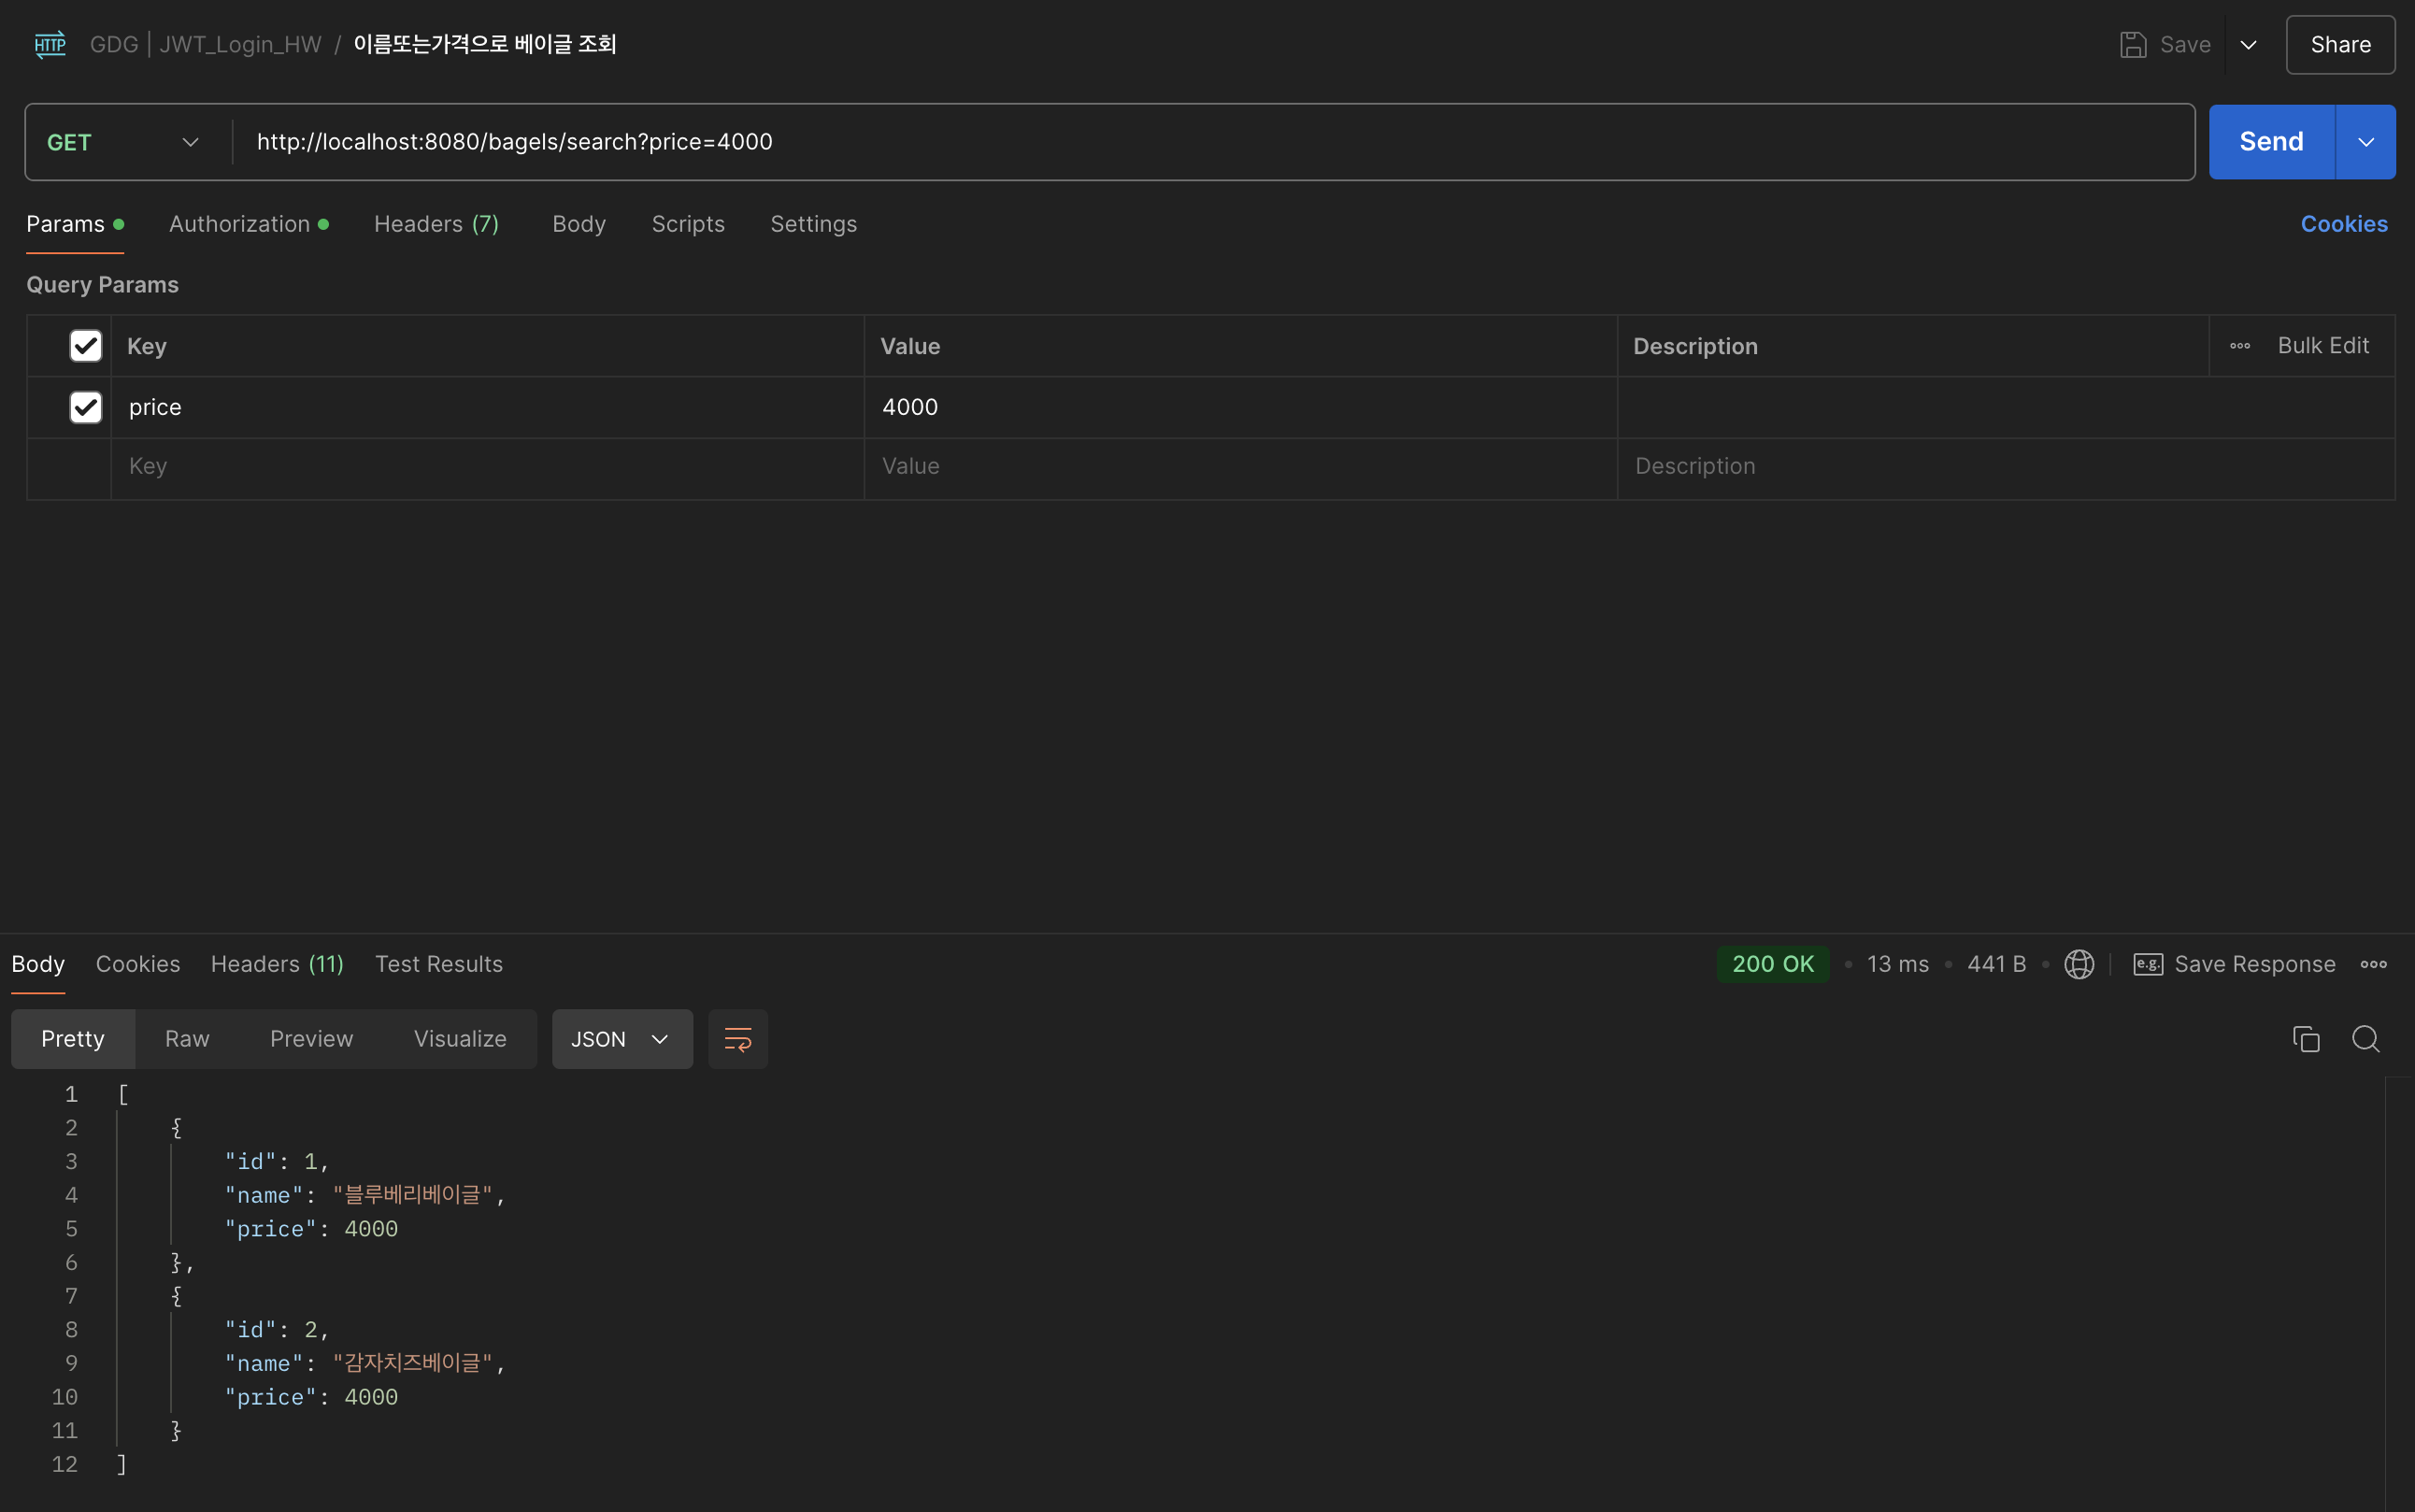 HTTP GDG | JWT_Login_HW / 이름또는가격으로 베이글 조회 Save Share
GET http://localhost:8080/bagels/search?price=4000 Send
Params Authorization Headers (7) Body Scripts Settings Cookies
Query Params
Key Value Description Bulk Edit
price 4000
Key Value Description
Body Cookies Headers (11) Test Results 200 OK 13 ms 441 B e.g. Save Response
Pretty Raw Preview Visualize JSON
1 [
2 {
3 "id": 1,
4 "name": "블루베리베이글",
5 "price": 4000
6 },
7 {
8 "id": 2,
9 "name": "감자치즈베이글",
10 "price": 4000
11 }
12 ]